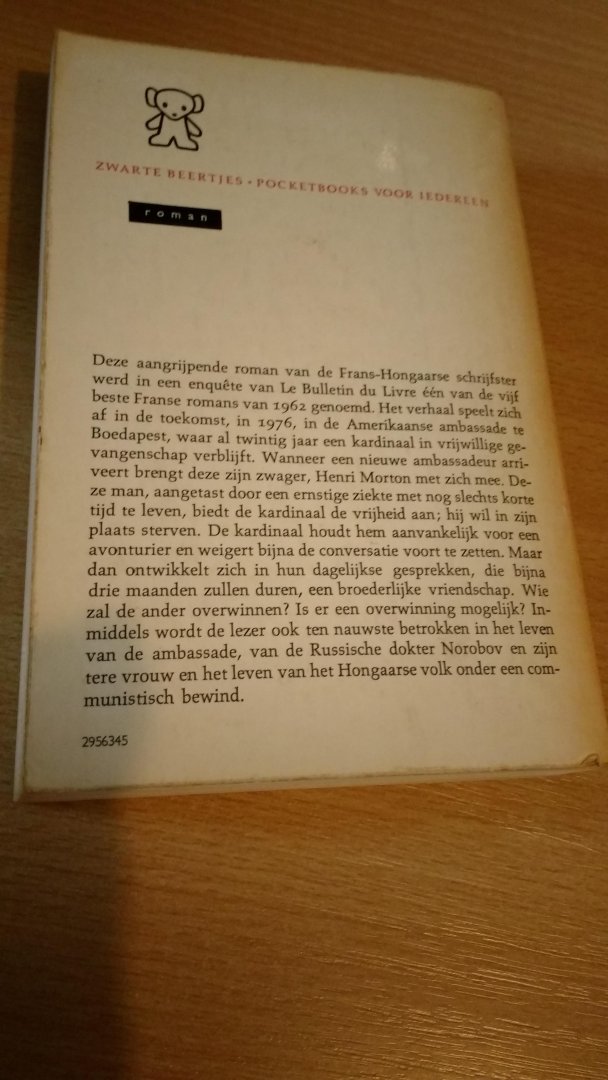 ZWARTE BEERTJES • POCKETBOOKS VOOR IEDEREEN
roman
Deze aangrijpende roman van de Frans-Hongaarse schrijfster
werd in een enquête van Le Bulletin du Livre één van de vijf
beste Franse romans van 1962 genoemd. Het verhaal speelt zich
af in de toekomst, in 1976, in de Amerikaanse ambassade te
Boedapest, waar al twintig jaar een kardinaal in vrijwillige ge-
vangenschap verblijft. Wanneer een nieuwe ambassadeur arri-
veert brengt deze zijn zwager, Henri Morton met zich mee. De-
ze man, aangetast door een ernstige ziekte met nog slechts korte
tijd te leven, biedt de kardinaal de vrijheid aan; hij wil in zijn
plaats sterven. De kardinaal houdt hem aanvankelijk voor een
avonturier en weigert bijna de conversatie voort te zetten. Maar
dan ontwikkelt zich in hun dagelijkse gesprekken, die bijna
drie maanden zullen duren, een broederlijke vriendschap. Wie
zal de ander overwinnen? Is er een overwinning mogelijk? In-
middels wordt de lezer ook ten nauwste betrokken in het leven
van de ambassade, van de Russische dokter Norobov en zijn
tere vrouw en het leven van het Hongaarse volk onder een com-
munistisch bewind.
2956345